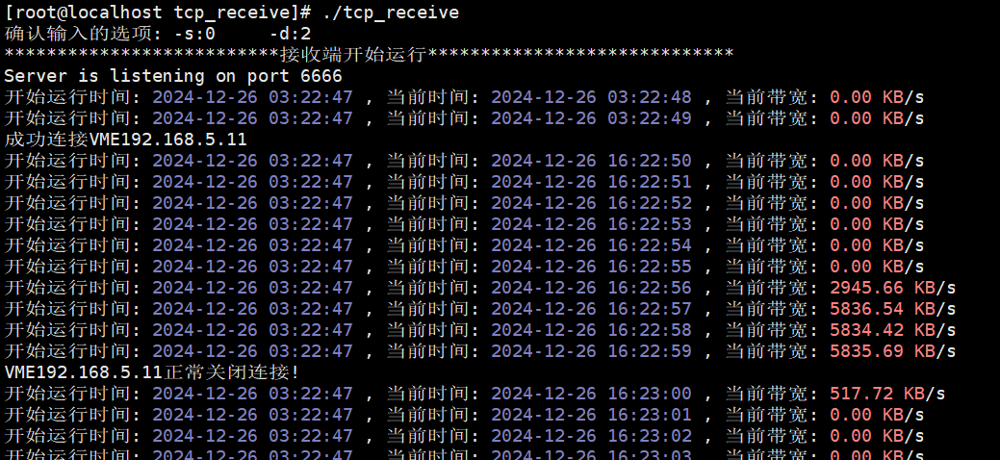 [root@localhost tcp_receive]# ./tcp_receive
确认输入的选项: -s:0     -d:2
**************************接收端开始运行*****************************
Server is listening on port 6666
开始运行时间: 2024-12-26 03:22:47 , 当前时间: 2024-12-26 03:22:48 , 当前带宽: 0.00 KB/s
开始运行时间: 2024-12-26 03:22:47 , 当前时间: 2024-12-26 03:22:49 , 当前带宽: 0.00 KB/s
成功连接VME192.168.5.11
开始运行时间: 2024-12-26 03:22:47 , 当前时间: 2024-12-26 16:22:50 , 当前带宽: 0.00 KB/s
开始运行时间: 2024-12-26 03:22:47 , 当前时间: 2024-12-26 16:22:51 , 当前带宽: 0.00 KB/s
开始运行时间: 2024-12-26 03:22:47 , 当前时间: 2024-12-26 16:22:52 , 当前带宽: 0.00 KB/s
开始运行时间: 2024-12-26 03:22:47 , 当前时间: 2024-12-26 16:22:53 , 当前带宽: 0.00 KB/s
开始运行时间: 2024-12-26 03:22:47 , 当前时间: 2024-12-26 16:22:54 , 当前带宽: 0.00 KB/s
开始运行时间: 2024-12-26 03:22:47 , 当前时间: 2024-12-26 16:22:55 , 当前带宽: 0.00 KB/s
开始运行时间: 2024-12-26 03:22:47 , 当前时间: 2024-12-26 16:22:56 , 当前带宽: 2945.66 KB/s
开始运行时间: 2024-12-26 03:22:47 , 当前时间: 2024-12-26 16:22:57 , 当前带宽: 5836.54 KB/s
开始运行时间: 2024-12-26 03:22:47 , 当前时间: 2024-12-26 16:22:58 , 当前带宽: 5834.42 KB/s
开始运行时间: 2024-12-26 03:22:47 , 当前时间: 2024-12-26 16:22:59 , 当前带宽: 5835.69 KB/s
VME192.168.5.11正常关闭连接!
开始运行时间: 2024-12-26 03:22:47 , 当前时间: 2024-12-26 16:23:00 , 当前带宽: 517.72 KB/s
开始运行时间: 2024-12-26 03:22:47 , 当前时间: 2024-12-26 16:23:01 , 当前带宽: 0.00 KB/s
开始运行时间: 2024-12-26 03:22:47 , 当前时间: 2024-12-26 16:23:02 , 当前带宽: 0.00 KB/s
开始运行时间: 2024-12-26 03:22:47 , 当前时间: 2024-12-26 16:23:03 , 当前带宽: 0.00 KB/s